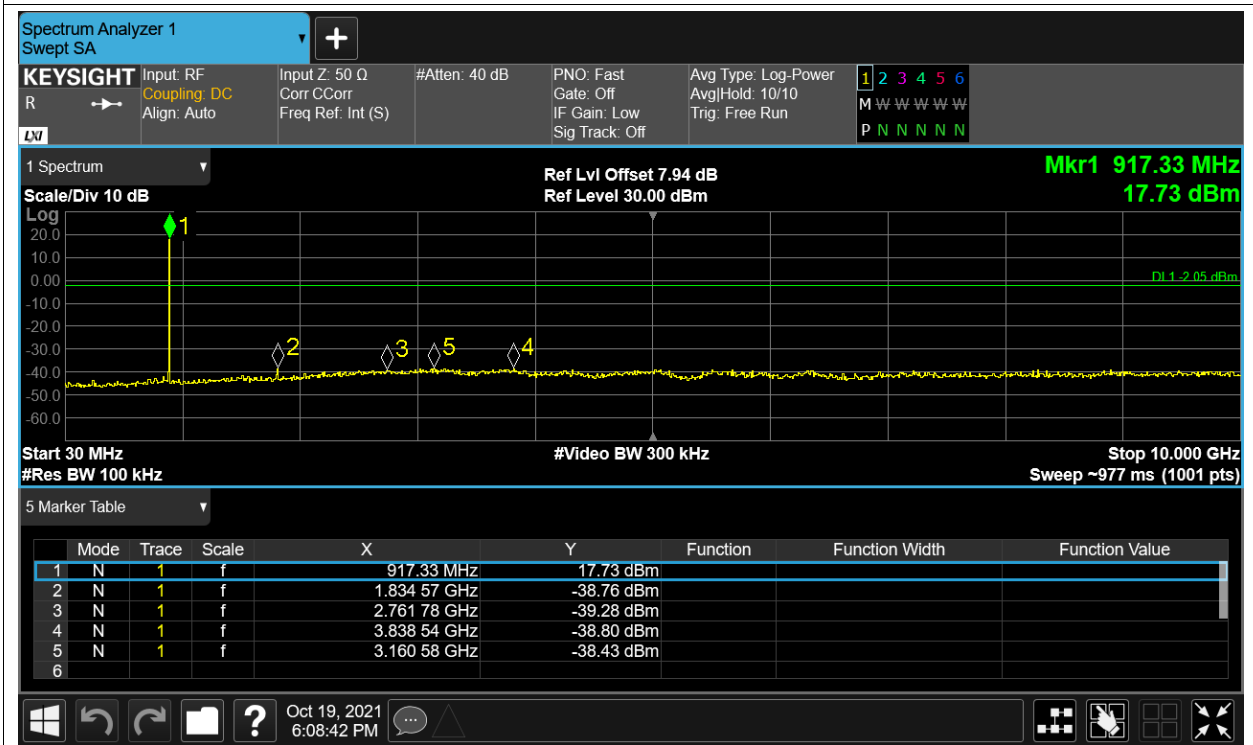 Spectrum Analyzer 1
Swept SA
+
KEYSIGHT
R
LXI
Input: RF
Coupling: DC
Align: Auto
Input Z: 50 Ω
Corr CCorr
Freq Ref: Int (S)
#Atten: 40 dB
PNO: Fast
Gate: Off
IF Gain: Low
Sig Track: Off
Avg Type: Log-Power
Avg|Hold: 10/10
Trig: Free Run
1 2 3 4 5 6
M W W W W W
P N N N N N
1 Spectrum
Scale/Div 10 dB
Ref Lvl Offset 7.94 dB
Ref Level 30.00 dBm
Mkr1 917.33 MHz
17.73 dBm
Log
20.0
10.0
0.00
-10.0
-20.0
-30.0
-40.0
-50.0
-60.0
1
2
3
5
4
DL1 -2.05 dBm
Start 30 MHz
#Res BW 100 kHz
#Video BW 300 kHz
Stop 10.000 GHz
Sweep ~977 ms (1001 pts)
5 Marker Table
Mode Trace Scale X Y Function Function Width Function Value
1 N 1 f 917.33 MHz 17.73 dBm
2 N 1 f 1.834 57 GHz -38.76 dBm
3 N 1 f 2.761 78 GHz -39.28 dBm
4 N 1 f 3.838 54 GHz -38.80 dBm
5 N 1 f 3.160 58 GHz -38.43 dBm
6
?
Oct 19, 2021
6:08:42 PM